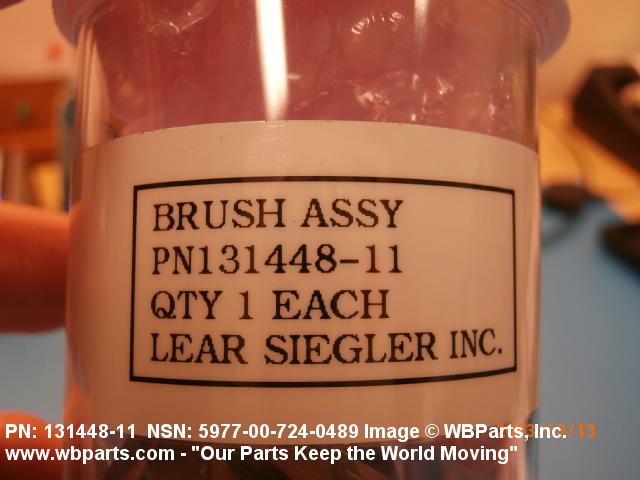 BRUSH ASSY
PN131448-11
QTY 1 EACH
LEAR SIEGLER INC.
PN: 131448-11 NSN: 5977-00-724-0489 Image © WBParts, Inc.
www.wbparts.com - "Our Parts Keep the World Moving"